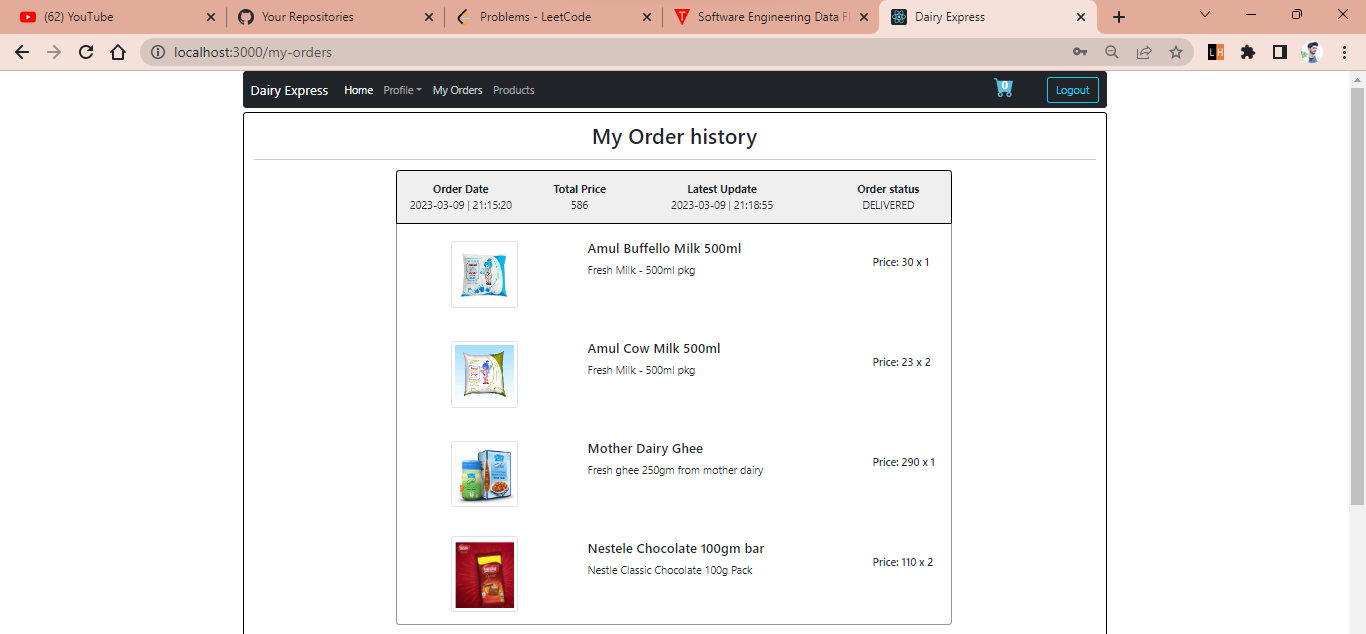 (62) YouTube
Your Repositories
Problems - LeetCode
Software Engineering Data Fl
Dairy Express
localhost:3000/my-orders
Dairy Express Home Profile My Orders Products 0 Logout
My Order history
Order Date Total Price Latest Update Order status
2023-03-09 | 21:15:20 586 2023-03-09 | 21:18:55 DELIVERED
Amul Buffello Milk 500ml
Fresh Milk - 500ml pkg
Price: 30 x 1
Amul Cow Milk 500ml
Fresh Milk - 500ml pkg
Price: 23 x 2
Mother Dairy Ghee
Fresh ghee 250gm from mother dairy
Price: 290 x 1
Nestele Chocolate 100gm bar
Nestle Classic Chocolate 100g Pack
Price: 110 x 2